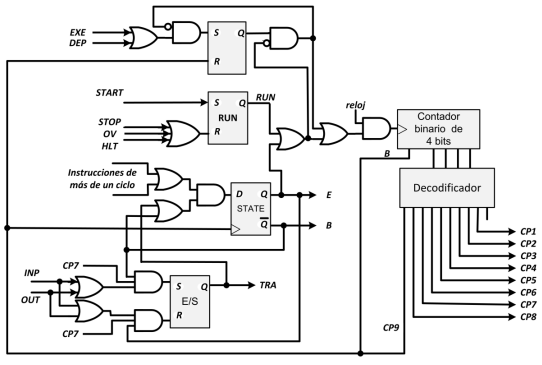 EXE
DEP
S
Q
R
START
RUN
S
Q
RUN
R
STOP
OV
HLT
reloj
Contador
binario de
4 bits
B
Decodificador
Instrucciones de
más de un ciclo
D
Q
STATE
Q
E
B
CP1
CP2
CP3
CP4
CP5
CP6
CP7
CP8
CP9
INP
OUT
CP7
S
Q
E/S
R
TRA
CP7